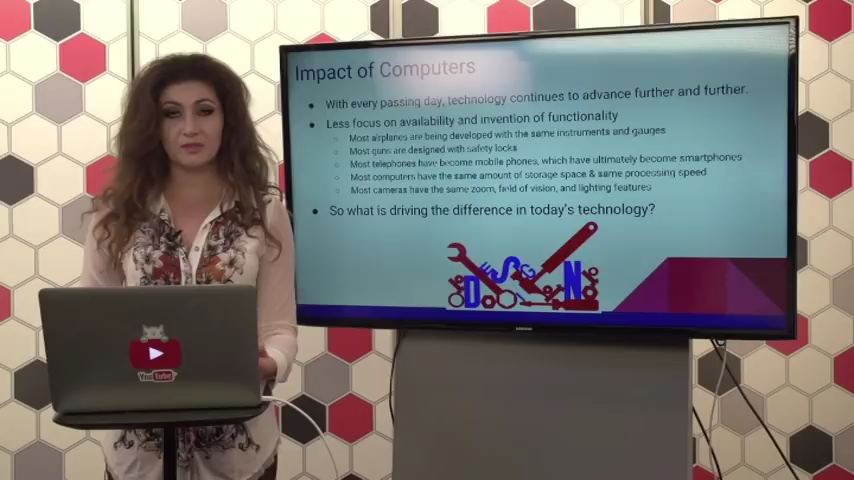 Impact of Computers
● With every passing day, technology continues to advance further and further.
● Less focus on availability and invention of functionality
○ Most airplanes are being developed with the same instruments and gauges
○ Most guns are designed with safety locks
○ Most telephones have become mobile phones, which have ultimately become smartphones
○ Most computers have the same amount of storage space & same processing speed
○ Most cameras have the same zoom, field of vision, and lighting features
● So what is driving the difference in today's technology?
DESIGN
YouTube
SAMSUNG